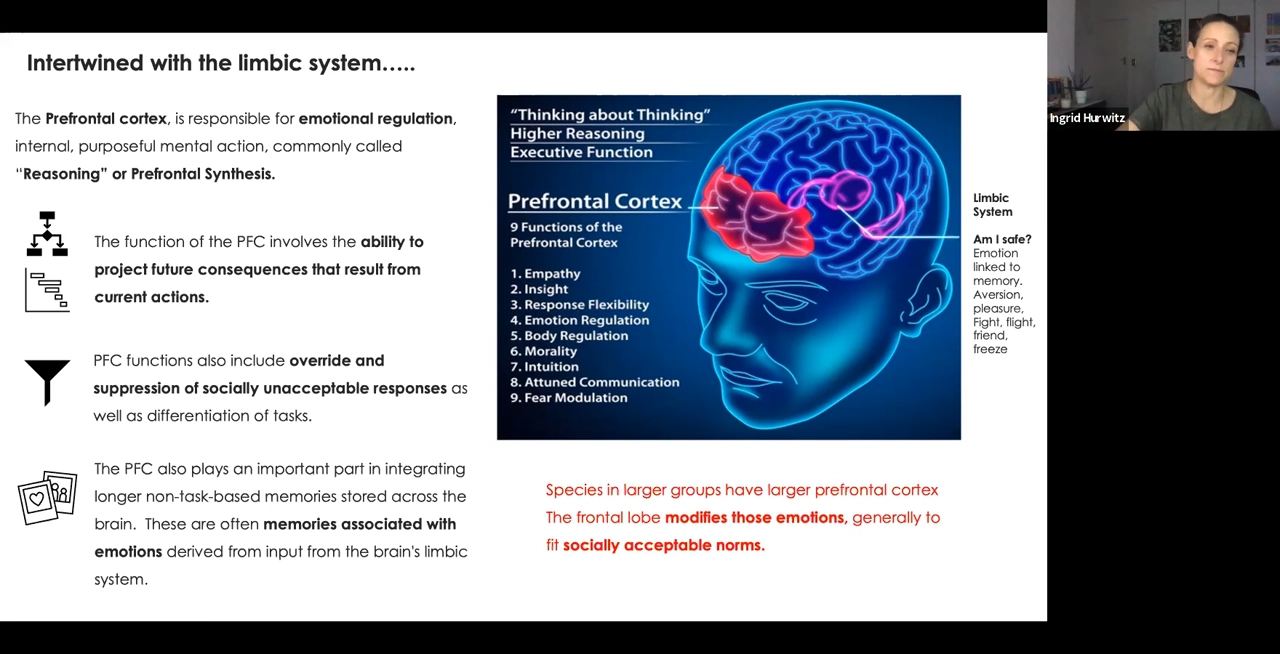 Intertwined with the limbic system…..
The Prefrontal cortex, is responsible for emotional regulation,
internal, purposeful mental action, commonly called
“Reasoning” or Prefrontal Synthesis.
The function of the PFC involves the ability to
project future consequences that result from
current actions.
PFC functions also include override and
suppression of socially unacceptable responses as
well as differentiation of tasks.
The PFC also plays an important part in integrating
longer non-task-based memories stored across the
brain. These are often memories associated with
emotions derived from input from the brain's limbic
system.
“Thinking about Thinking”
Higher Reasoning
Executive Function
Prefrontal Cortex
9 Functions of the
Prefrontal Cortex
1. Empathy
2. Insight
3. Response Flexibility
4. Emotion Regulation
5. Body Regulation
6. Morality
7. Intuition
8. Attuned Communication
9. Fear Modulation
Limbic
System
Am I safe?
Emotion
linked to
memory.
Aversion,
pleasure,
Fight, flight,
friend,
freeze
Species in larger groups have larger prefrontal cortex
The frontal lobe modifies those emotions, generally to
fit socially acceptable norms.
Ingrid Hurwitz